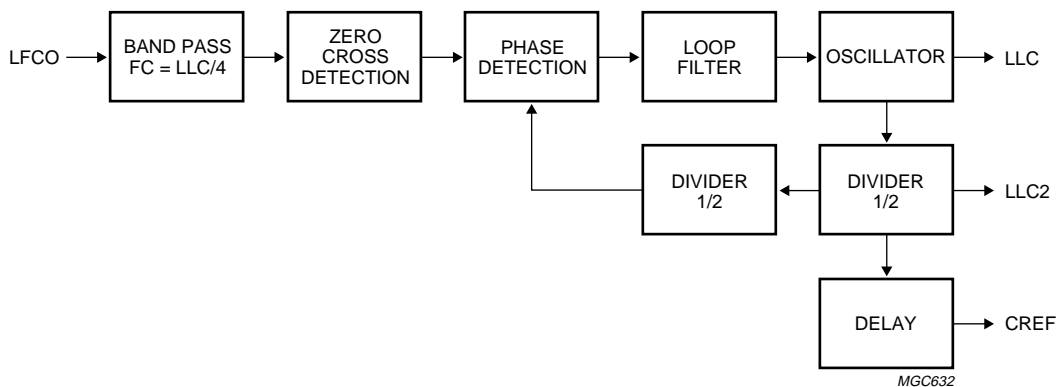 LFCO
BAND PASS
FC = LLC/4
ZERO
CROSS
DETECTION
PHASE
DETECTION
LOOP
FILTER
OSCILLATOR
LLC
DIVIDER
1/2
DIVIDER
1/2
LLC2
DELAY
CREF
MGC632